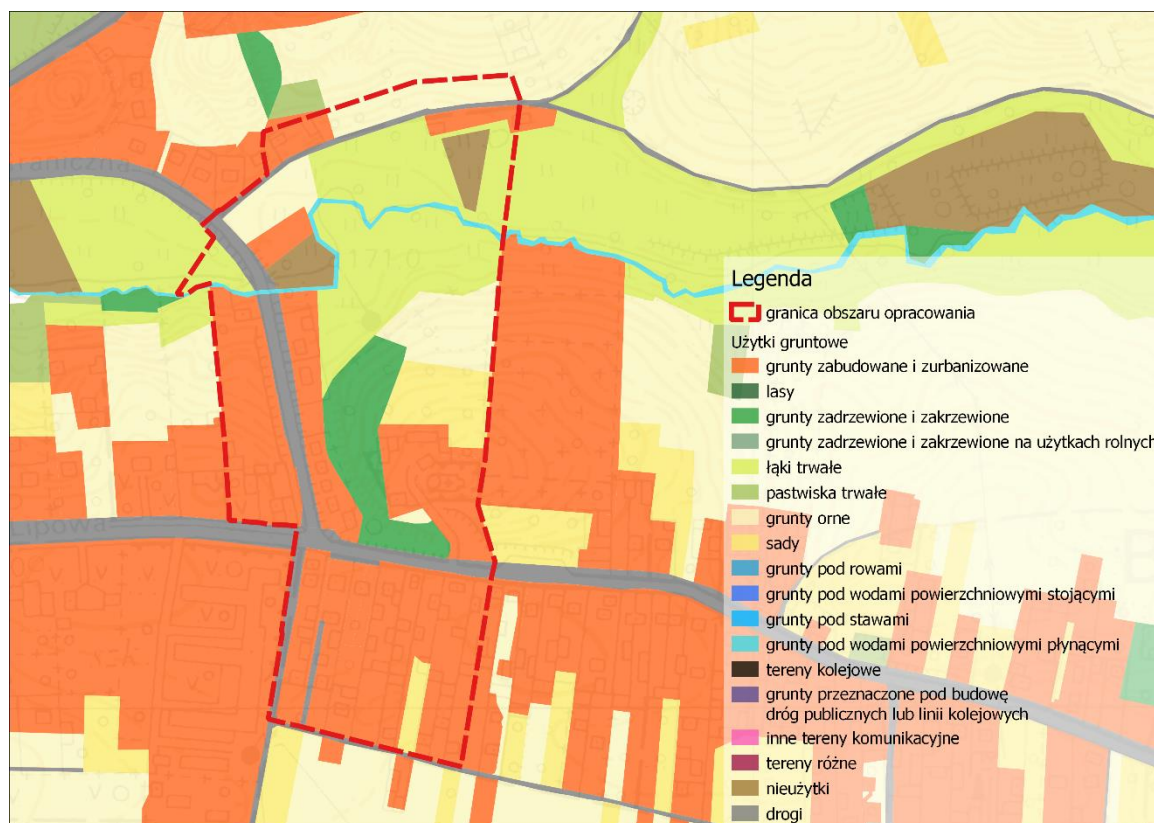 raniczna
1710
Lipowa
Legenda
granica obszaru opracowania
Użytki gruntowe
grunty zabudowane i zurbanizowane
lasy
grunty zadrzewione i zakrzewione
grunty zadrzewione i zakrzewione na użytkach rolnych
łąki trwałe
pastwiska trwałe
grunty orne
sady
grunty pod rowami
grunty pod wodami powierzchniowymi stojącymi
grunty pod stawami
grunty pod wodami powierzchniowymi płynącymi
tereny kolejowe
grunty przeznaczone pod budowę
dróg publicznych lub linii kolejowych
inne tereny komunikacyjne
tereny różne
nieużytki
drogi